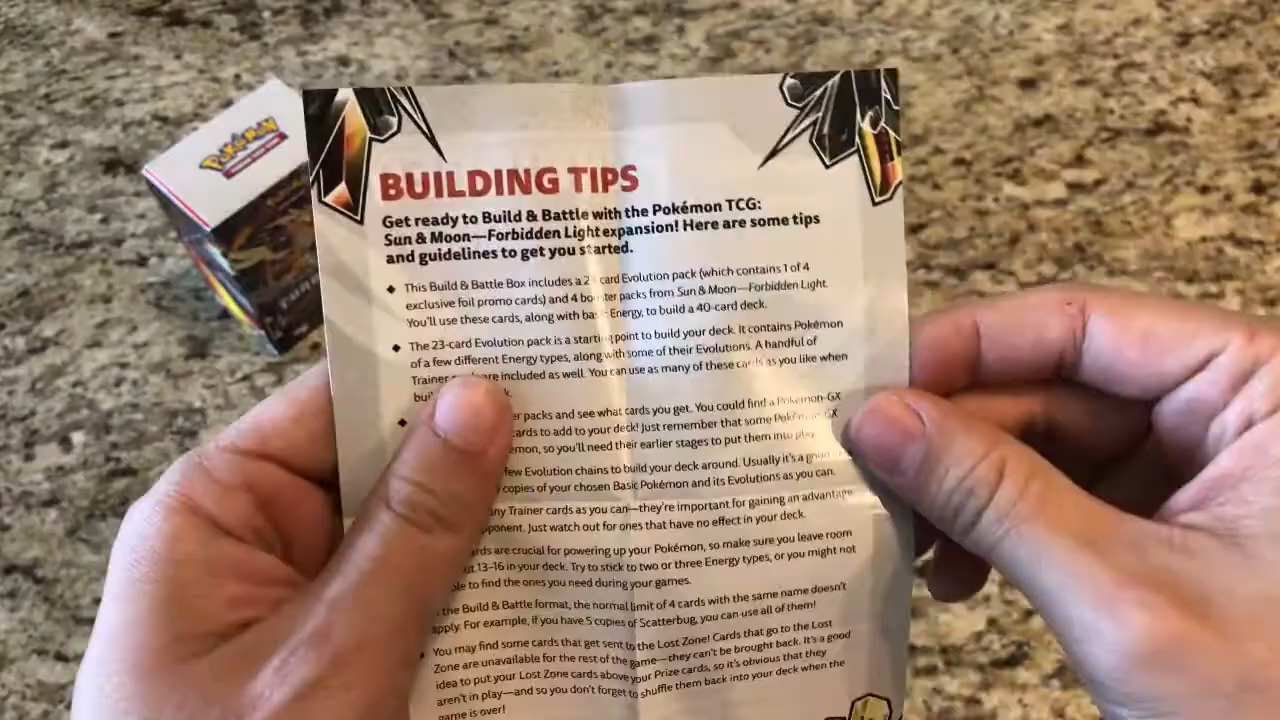 POKéMON
BUILDING TIPS
Get ready to Build & Battle with the Pokémon TCG:
Sun & Moon—Forbidden Light expansion! Here are some tips
and guidelines to get you started.
This Build & Battle Box includes a card Evolution pack (which contains 1 of 4
exclusive foil promo cards) and 4 booster packs from Sun & Moon—Forbidden Light.
You'll use these cards, along with basic Energy, to build a 40-card deck.
The 23-card Evolution pack is a starting point to build your deck. It contains Pokémon
of a few different Energy types, along with some of their Evolutions. A handful of
Trainer are included as well. You can use as many of these cards as you like when
packs and see what cards you get. You could find a Pokémon-GX
cards to add to your deck! Just remember that some Pokémon-GX
so you'll need their earlier stages to put them into play.
few Evolution chains to build your deck around. Usually it's a good
copies of your chosen Basic Pokémon and its Evolutions as you can.
Trainer cards as you can—they're important for gaining an advantage
Just watch out for ones that have no effect in your deck.
are crucial for powering up your Pokémon, so make sure you leave room
13–16 in your deck. Try to stick to two or three Energy types, or you might not
to find the ones you need during your games.
the Build & Battle format, the normal limit of 4 cards with the same name doesn't
apply. For example, if you have 5 copies of Scatterbug, you can use all of them!
You may find some cards that get sent to the Lost Zone! Cards that go to the Lost
Zone are unavailable for the rest of the game—they can't be brought back. It's a good
idea to put your Lost Zone cards above your Prize cards, so it's obvious that they
aren't in play—and so you don't forget to shuffle them back into your deck when the
game is over!